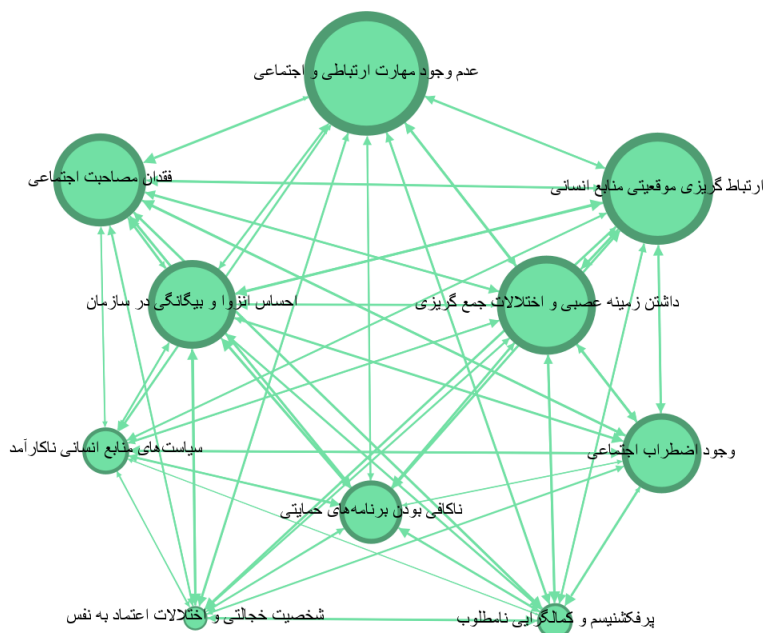 عدم وجود مهارت ارتباطی و اجتماعی
فقدان مصاحبت اجتماعی
ارتباط گریزی موقعیتی منابع انسانی
احساس انزوا و بیگانگی در سازمان
داشتن زمینه عصبی و اختلالات جمع گریزی
سیاست‌های منابع انسانی ناکارآمد
وجود اضطراب اجتماعی
ناکافی بودن برنامه‌های حمایتی
شخصیت خجالتی و اختلالات اعتماد به نفس
پرفکشنیسم و کمالگرایی نامطلوب